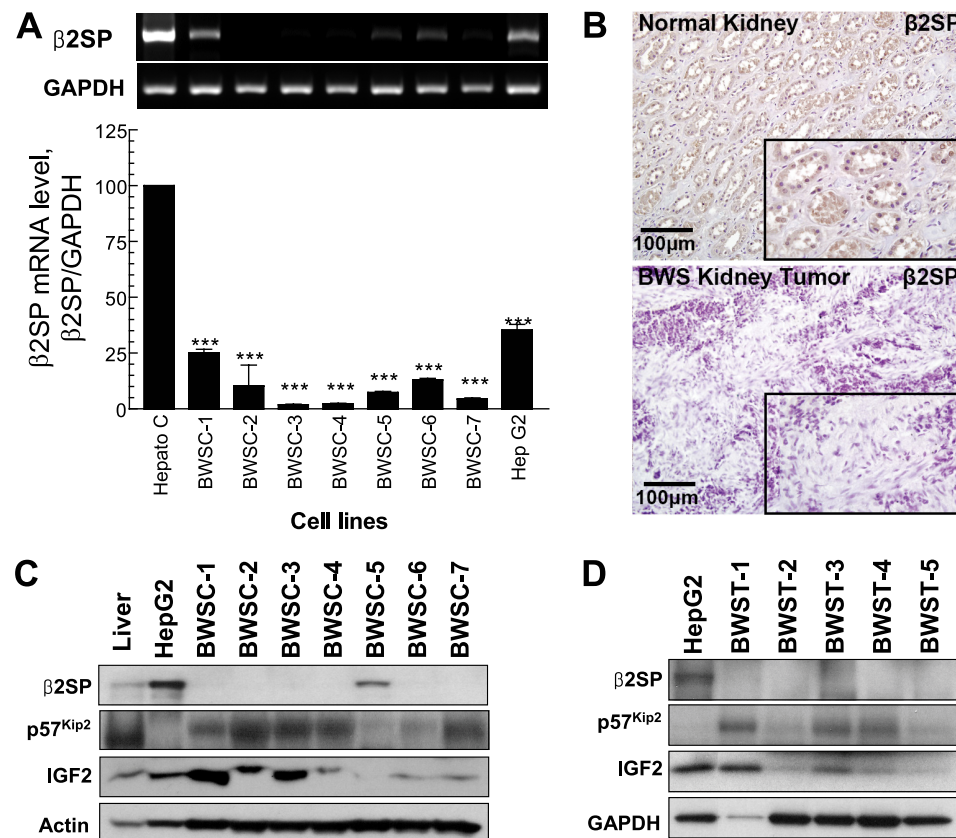 A
β2SP
GAPDH
β2SP mRNA level,
β2SP/GAPDH
125
100
75
50
25
0
***
***
***
***
***
***
***
***
Hepato C
BWSC-1
BWSC-2
BWSC-3
BWSC-4
BWSC-5
BWSC-6
BWSC-7
Hep G2
Cell lines
B
Normal Kidney β2SP
100μm
BWS Kidney Tumor β2SP
100μm
C
Liver
HepG2
BWSC-1
BWSC-2
BWSC-3
BWSC-4
BWSC-5
BWSC-6
BWSC-7
β2SP
p57Kip2
IGF2
Actin
D
HepG2
BWST-1
BWST-2
BWST-3
BWST-4
BWST-5
β2SP
p57Kip2
IGF2
GAPDH